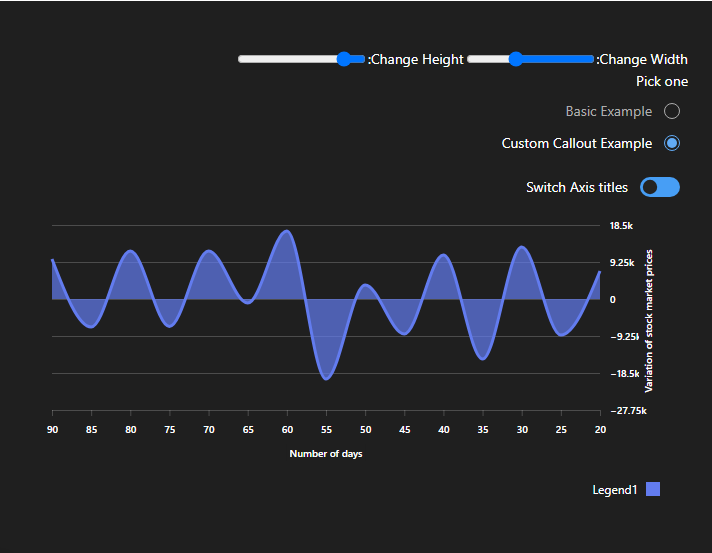 :Change Height :Change Width
Pick one
Basic Example
Custom Callout Example
Switch Axis titles
18.5k
9.25k
0
−9.25k
−18.5k
−27.75k
Variation of stock market prices
90 85 80 75 70 65 60 55 50 45 40 35 30 25 20
Number of days
Legend1